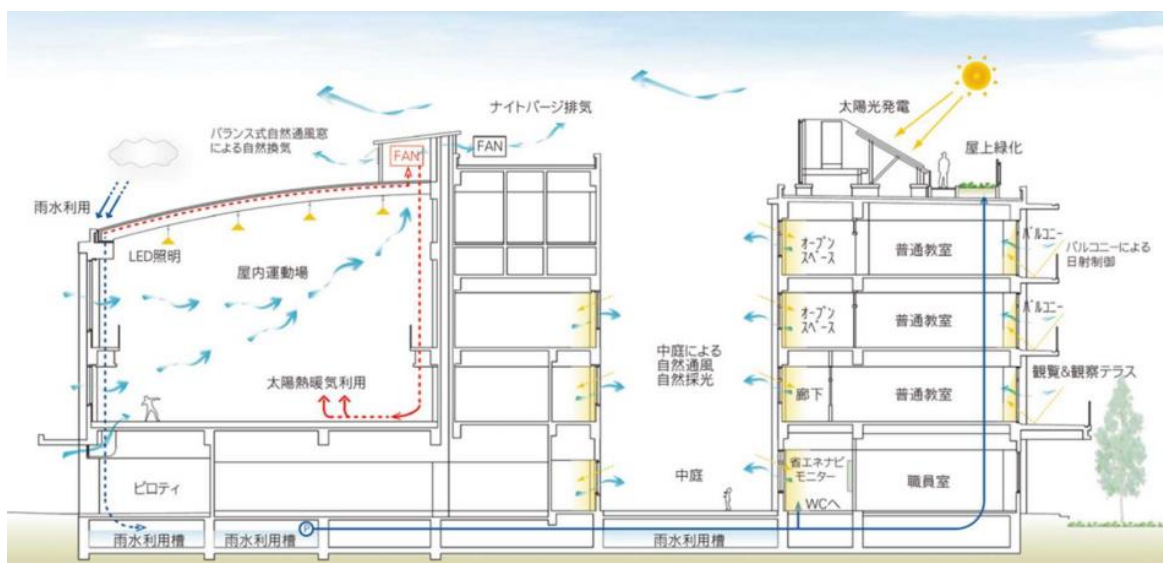 ナイトパージ排気
太陽光発電
バランス式自然通風窓
による自然換気
FAN
FAN
屋上緑化
雨水利用
LED照明
屋内運動場
オープン
スペース
普通教室
バルコニー
バルコニーによる
日射制御
オープン
スペース
普通教室
バルコニー
中庭による
自然通風
自然採光
太陽熱暖気利用
廊下
普通教室
観覧&観察テラス
ピロティ
中庭
省エネナビ
モニター
WCへ
職員室
雨水利用槽
雨水利用槽
P
雨水利用槽